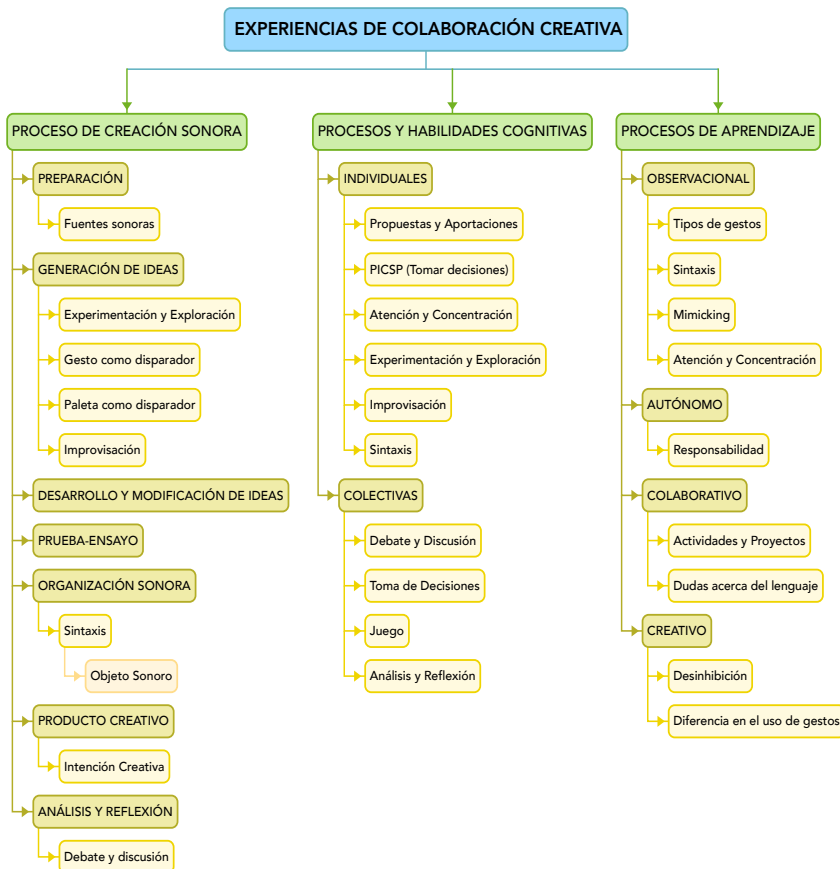 EXPERIENCIAS DE COLABORACIÓN CREATIVA
PROCESO DE CREACIÓN SONORA
PREPARACIÓN
Fuentes sonoras
GENERACIÓN DE IDEAS
Experimentación y Exploración
Gesto como disparador
Paleta como disparador
Improvisación
DESARROLLO Y MODIFICACIÓN DE IDEAS
PRUEBA-ENSAYO
ORGANIZACIÓN SONORA
Sintaxis
Objeto Sonoro
PRODUCTO CREATIVO
Intención Creativa
ANÁLISIS Y REFLEXIÓN
Debate y discusión
PROCESOS Y HABILIDADES COGNITIVAS
INDIVIDUALES
Propuestas y Aportaciones
PICSP (Tomar decisiones)
Atención y Concentración
Experimentación y Exploración
Improvisación
Sintaxis
COLECTIVAS
Debate y Discusión
Toma de Decisiones
Juego
Análisis y Reflexión
PROCESOS DE APRENDIZAJE
OBSERVACIONAL
Tipos de gestos
Sintaxis
Mimicking
Atención y Concentración
AUTÓNOMO
Responsabilidad
COLABORATIVO
Actividades y Proyectos
Dudas acerca del lenguaje
CREATIVO
Desinhibición
Diferencia en el uso de gestos